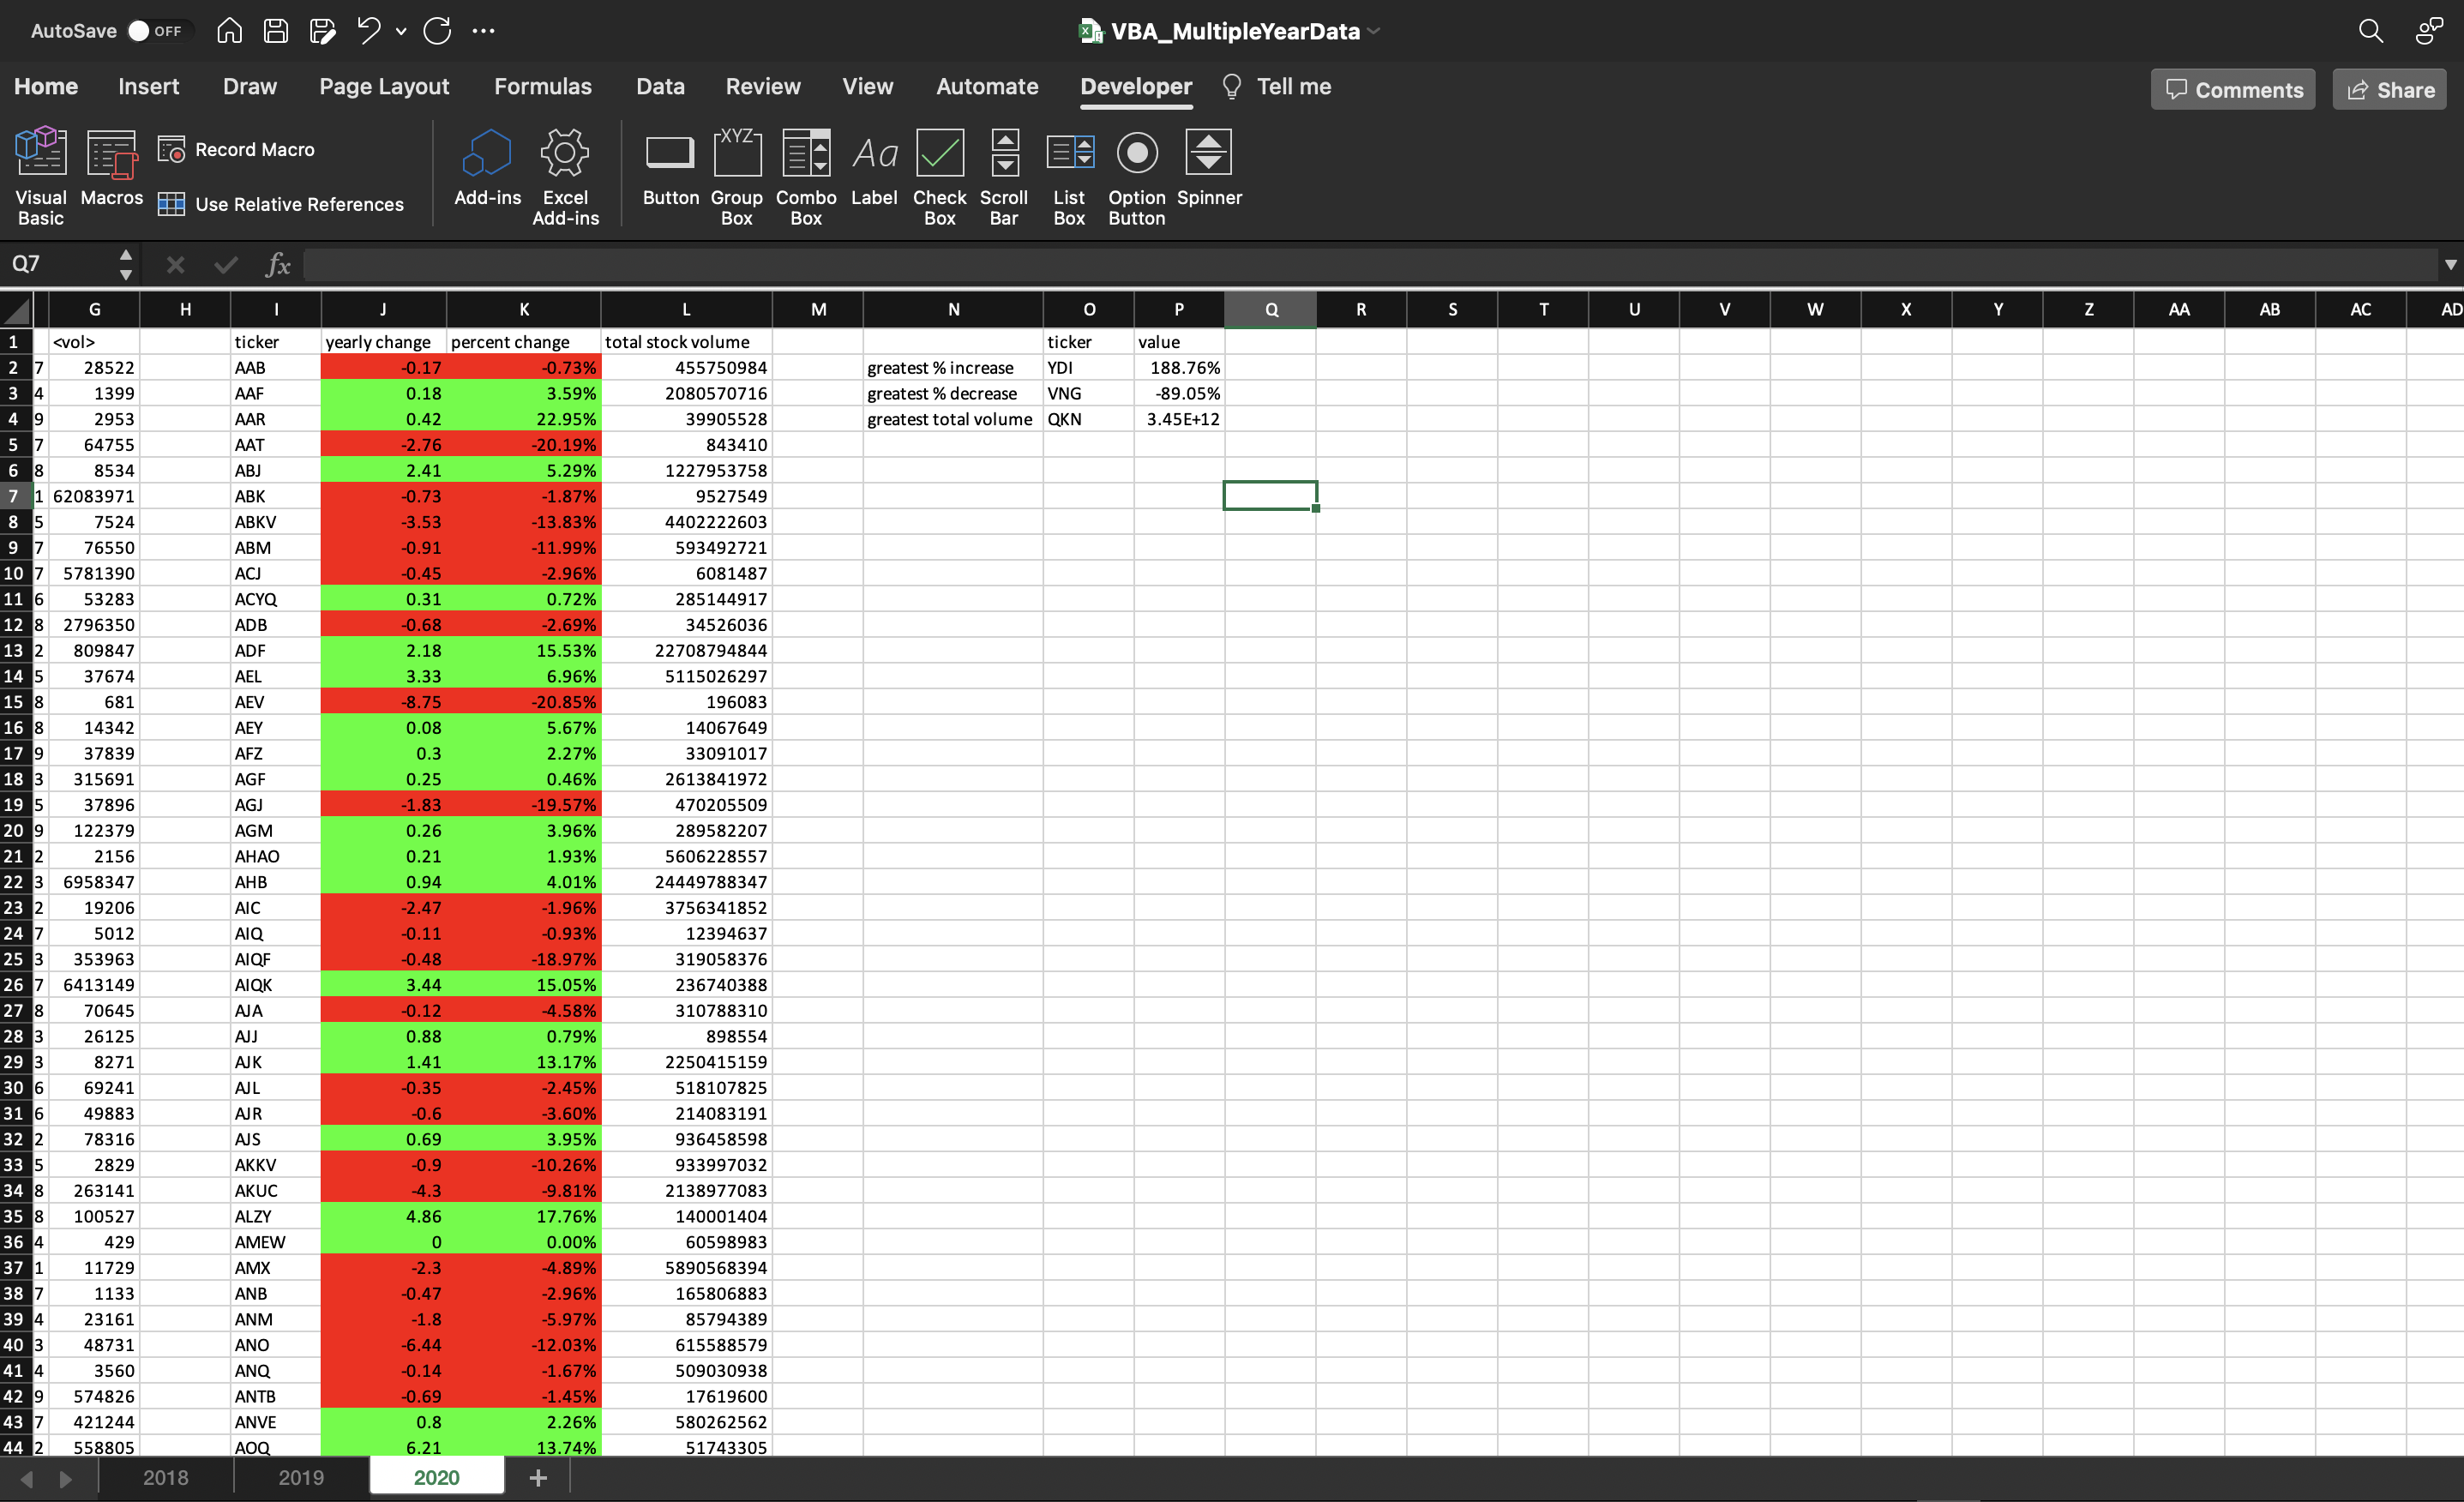 AutoSave OFF VBA_MultipleYearData
Home Insert Draw Page Layout Formulas Data Review View Automate Developer Tell me Comments Share
Visual Basic Macros Record Macro Use Relative References Add-ins Excel Add-ins Button XYZ Group Box Combo Box Aa Label Check Box Scroll Bar List Box Option Button Spinner
Q7 fx
G H I J K L M N O P Q R S T U V W X Y Z AA AB AC AD
1 <vol> ticker yearly change percent change total stock volume ticker value
2 7 28522 AAB -0.17 -0.73% 455750984 greatest % increase YDI 188.76%
3 4 1399 AAF 0.18 3.59% 2080570716 greatest % decrease VNG -89.05%
4 9 2953 AAR 0.42 22.95% 39905528 greatest total volume QKN 3.45E+12
5 7 64755 AAT -2.76 -20.19% 843410
6 8 8534 ABJ 2.41 5.29% 1227953758
7 1 62083971 ABK -0.73 -1.87% 9527549
8 5 7524 ABKV -3.53 -13.83% 4402222603
9 7 76550 ABM -0.91 -11.99% 593492721
10 7 5781390 ACJ -0.45 -2.96% 6081487
11 6 53283 ACYQ 0.31 0.72% 285144917
12 8 2796350 ADB -0.68 -2.69% 34526036
13 2 809847 ADF 2.18 15.53% 22708794844
14 5 37674 AEL 3.33 6.96% 5115026297
15 8 681 AEV -8.75 -20.85% 196083
16 8 14342 AEY 0.08 5.67% 14067649
17 9 37839 AFZ 0.3 2.27% 33091017
18 3 315691 AGF 0.25 0.46% 2613841972
19 5 37896 AGJ -1.83 -19.57% 470205509
20 9 122379 AGM 0.26 3.96% 289582207
21 2 2156 AHAO 0.21 1.93% 5606228557
22 3 6958347 AHB 0.94 4.01% 24449788347
23 2 19206 AIC -2.47 -1.96% 3756341852
24 7 5012 AIQ -0.11 -0.93% 12394637
25 3 353963 AIQF -0.48 -18.97% 319058376
26 7 6413149 AIQK 3.44 15.05% 236740388
27 8 70645 AJA -0.12 -4.58% 310788310
28 3 26125 AJJ 0.88 0.79% 898554
29 3 8271 AJK 1.41 13.17% 2250415159
30 6 69241 AJL -0.35 -2.45% 518107825
31 6 49883 AJR -0.6 -3.60% 214083191
32 2 78316 AJS 0.69 3.95% 936458598
33 5 2829 AKKV -0.9 -10.26% 933997032
34 8 263141 AKUC -4.3 -9.81% 2138977083
35 8 100527 ALZY 4.86 17.76% 140001404
36 4 429 AMEW 0 0.00% 60598983
37 1 11729 AMX -2.3 -4.89% 5890568394
38 7 1133 ANB -0.47 -2.96% 165806883
39 4 23161 ANM -1.8 -5.97% 85794389
40 3 48731 ANO -6.44 -12.03% 615588579
41 4 3560 ANQ -0.14 -1.67% 509030938
42 9 574826 ANTB -0.69 -1.45% 17619600
43 7 421244 ANVE 0.8 2.26% 580262562
44 2 558805 AOQ 6.21 13.74% 51743305
2018 2019 2020